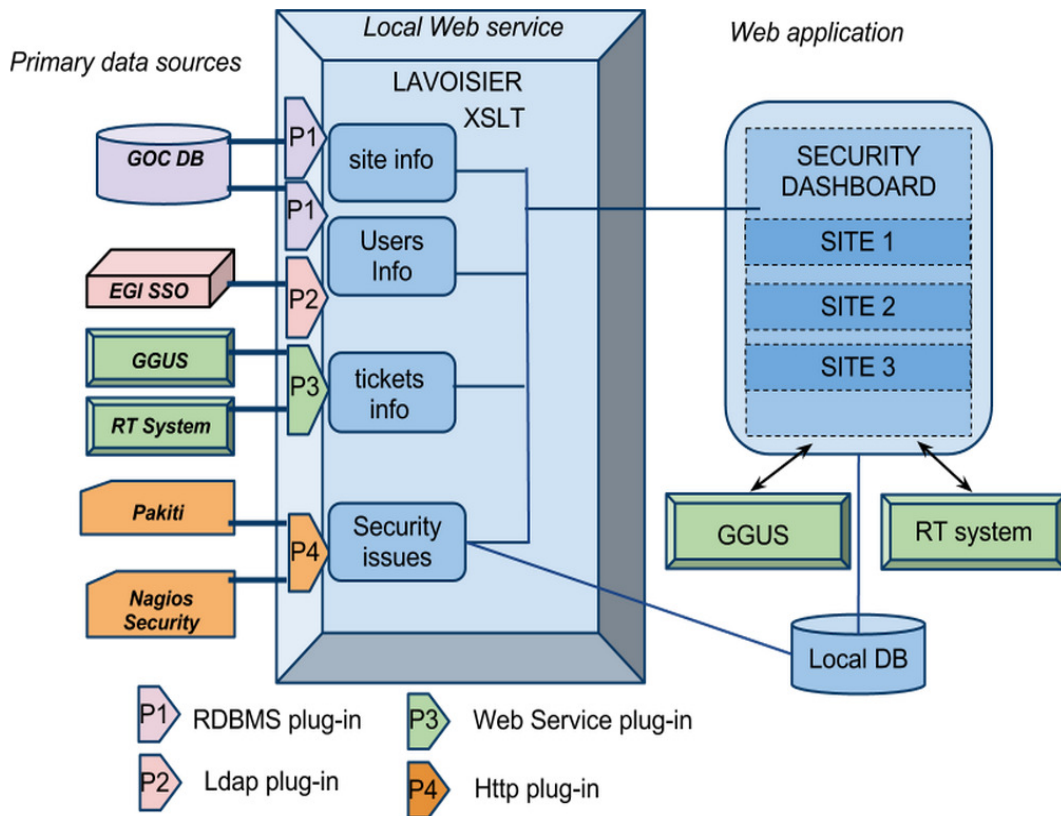 Primary data sources
Local Web service
Web application
LAVOISIER
XSLT
GOC DB
P1
P1
EGI SSO
P2
GGUS
RT System
P3
Pakiti
Nagios
Security
P4
site info
Users
Info
tickets
info
Security
issues
SECURITY
DASHBOARD
SITE 1
SITE 2
SITE 3
GGUS
RT system
Local DB
P1 RDBMS plug-in
P2 Ldap plug-in
P3 Web Service plug-in
P4 Http plug-in